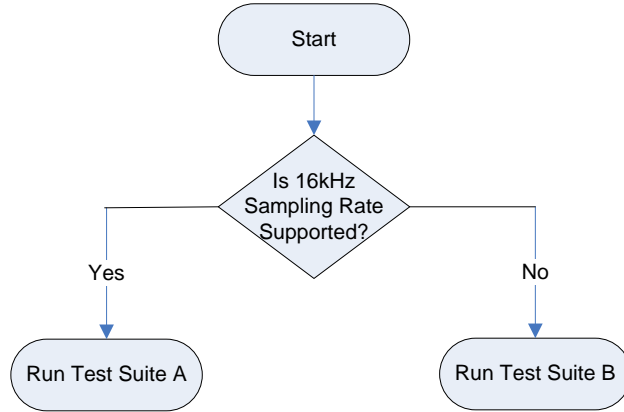 Start
Is 16kHz
Sampling Rate
Supported?
Yes
No
Run Test Suite A
Run Test Suite B